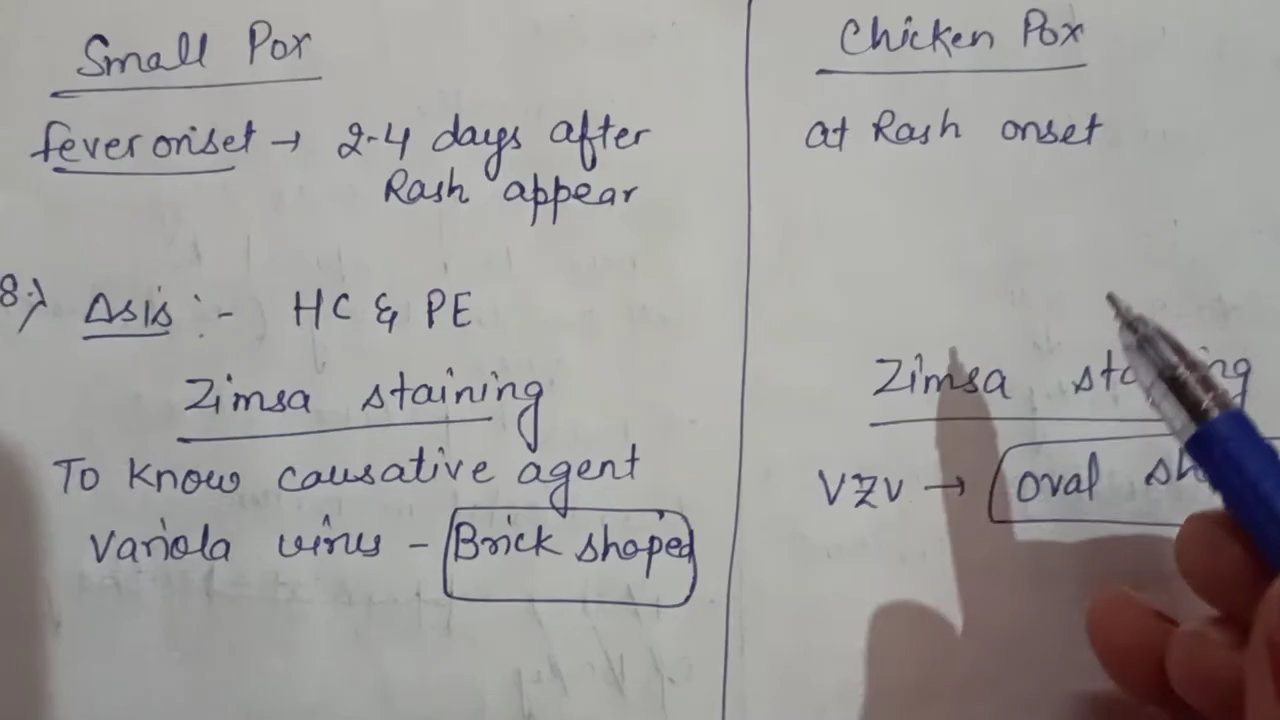 Small Pox
fever onset → 2-4 days after
Rash appear
8.) Δsis :- HC & PE
Zimsa staining
To know causative agent
Variola virus - Brick shaped
Chicken Pox
at Rash onset
Zimsa
VZV → oval